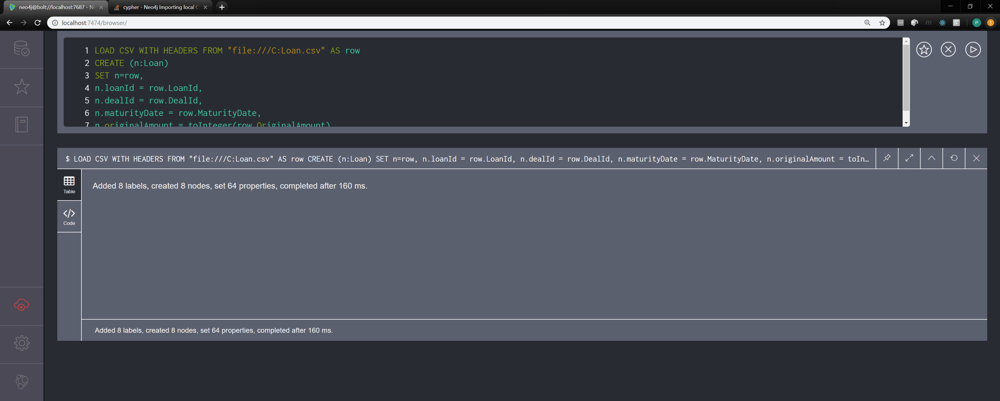 neo4j@bolt://localhost:7687 - Ne
cypher - Neo4j Importing local C
localhost:7474/browser/
P
1 LOAD CSV WITH HEADERS FROM "file:///C:Loan.csv" AS row
2 CREATE (n:Loan)
3 SET n=row,
4 n.loanId = row.LoanId,
5 n.dealId = row.DealId,
6 n.maturityDate = row.MaturityDate,
7 n.originalAmount = toInteger(row.OriginalAmount)
$ LOAD CSV WITH HEADERS FROM "file:///C:Loan.csv" AS row CREATE (n:Loan) SET n=row, n.loanId = row.LoanId, n.dealId = row.DealId, n.maturityDate = row.MaturityDate, n.originalAmount = toIn…
Table
Added 8 labels, created 8 nodes, set 64 properties, completed after 160 ms.
Code
Added 8 labels, created 8 nodes, set 64 properties, completed after 160 ms.